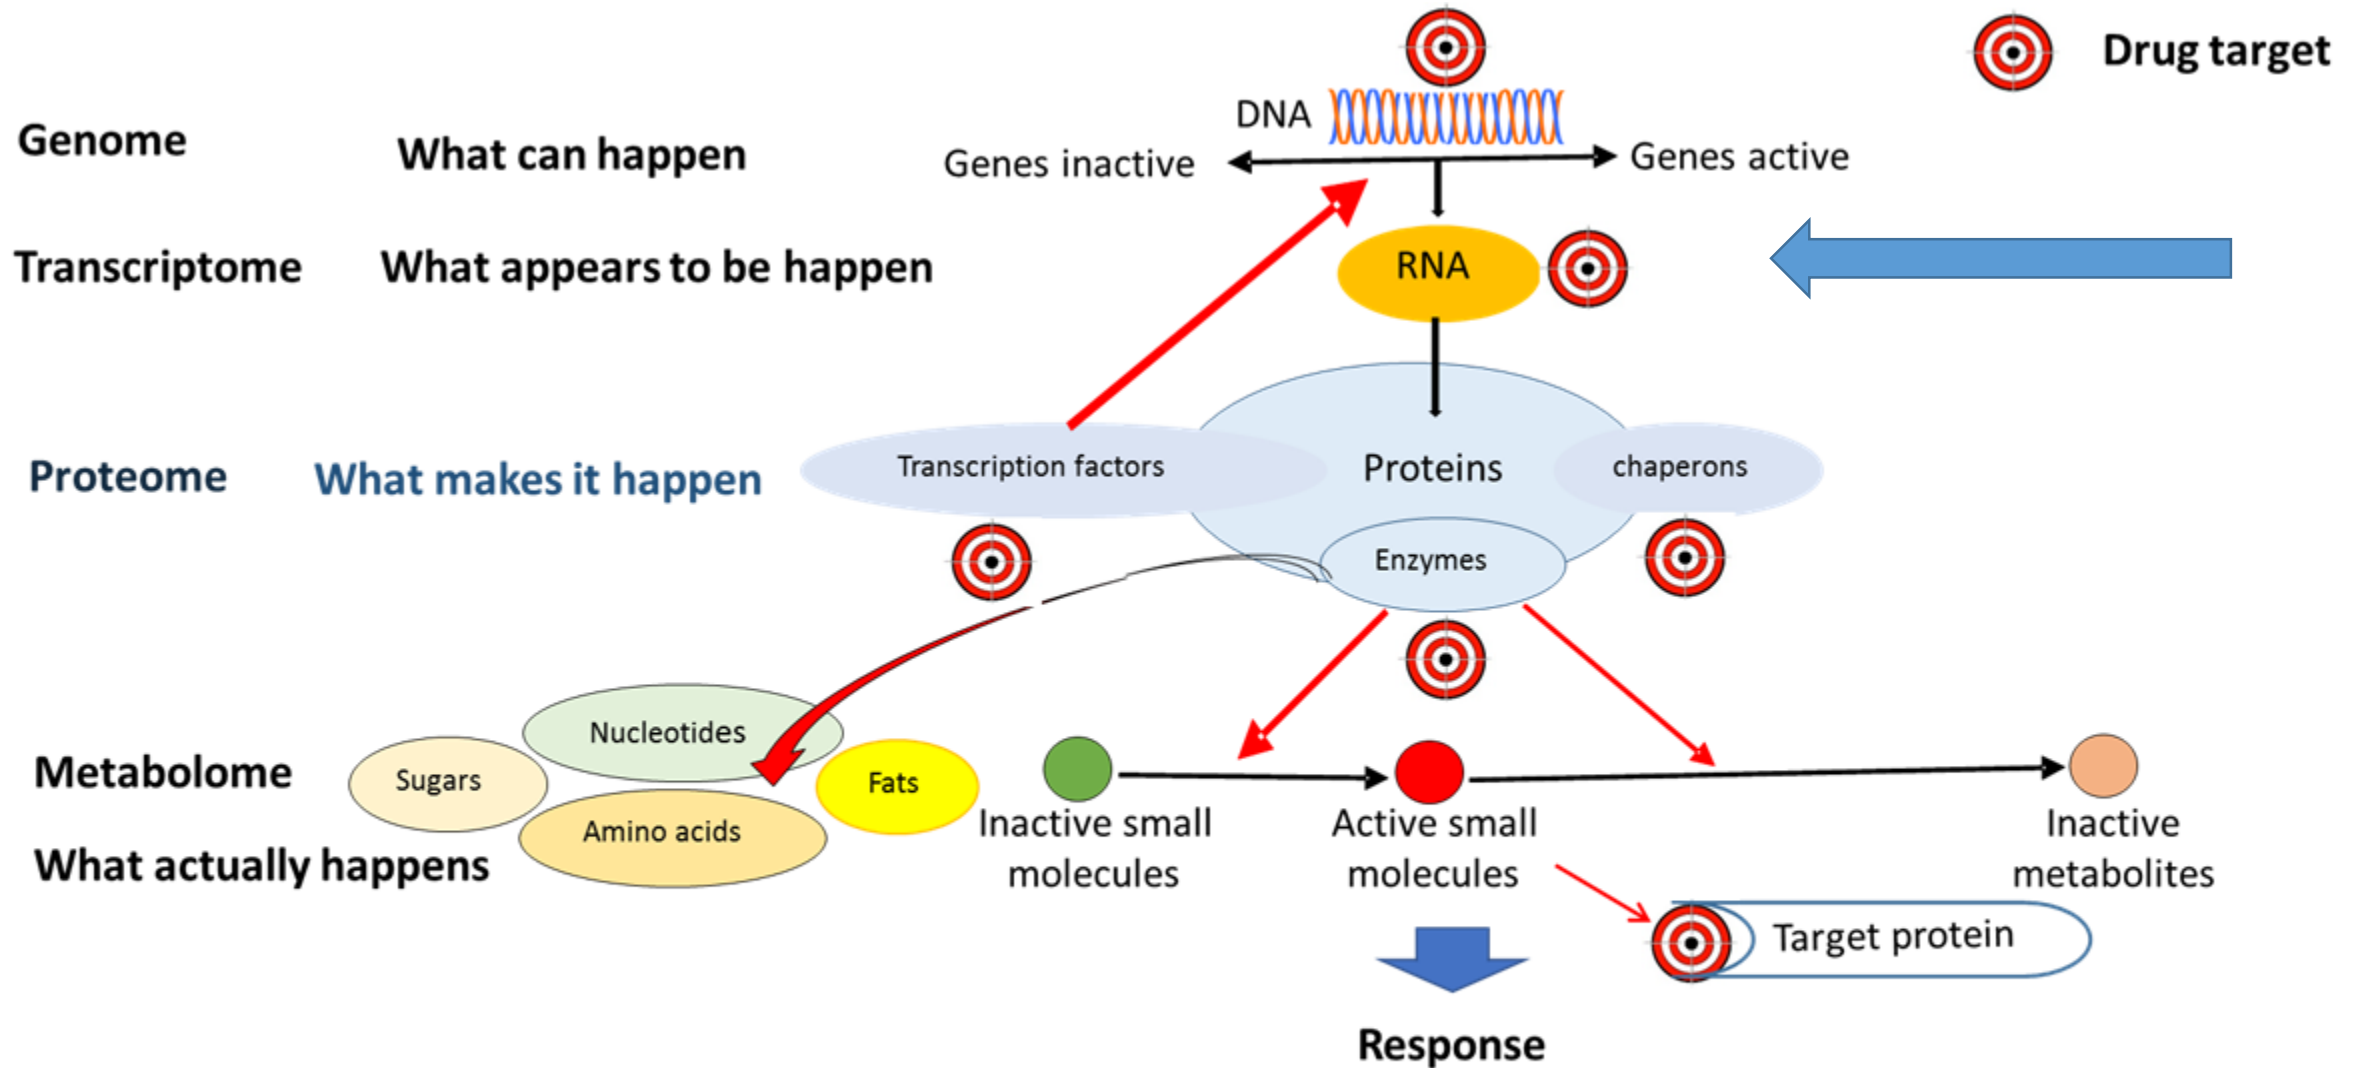 Drug target
DNA
Genome
What can happen
Genes inactive
Genes active
Transcriptome
What appears to be happen
RNA
Proteome
What makes it happen
Transcription factors
Proteins
chaperons
Enzymes
Nucleotides
Metabolome
Sugars
Fats
Amino acids
What actually happens
Inactive small
molecules
Active small
molecules
Inactive
metabolites
Target protein
Response